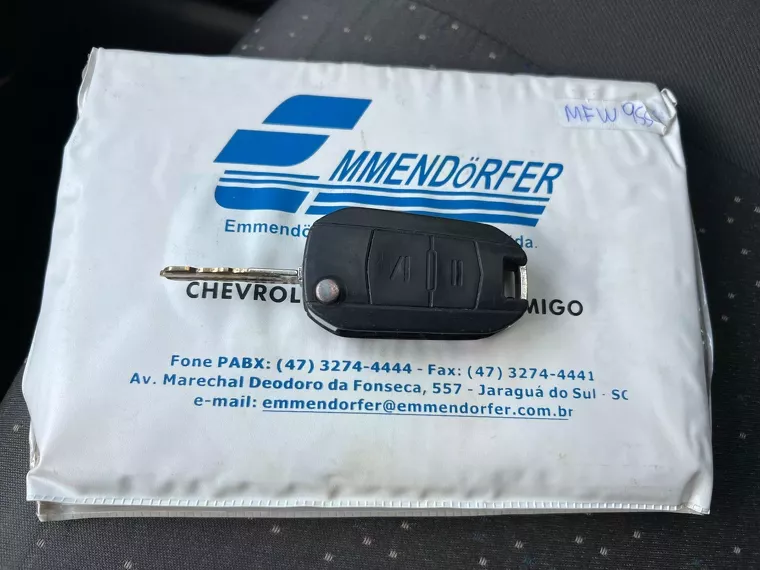 MFW
EMMENDÖRFER
Emmendö da.
CHEVROL MIGO
Fone PABX: (47) 3274-4444 - Fax: (47) 3274-4441
Av. Marechal Deodoro da Fonseca, 557 - Jaraguá do Sul - SC
e-mail: emmendorfer@emmendorfer.com.br